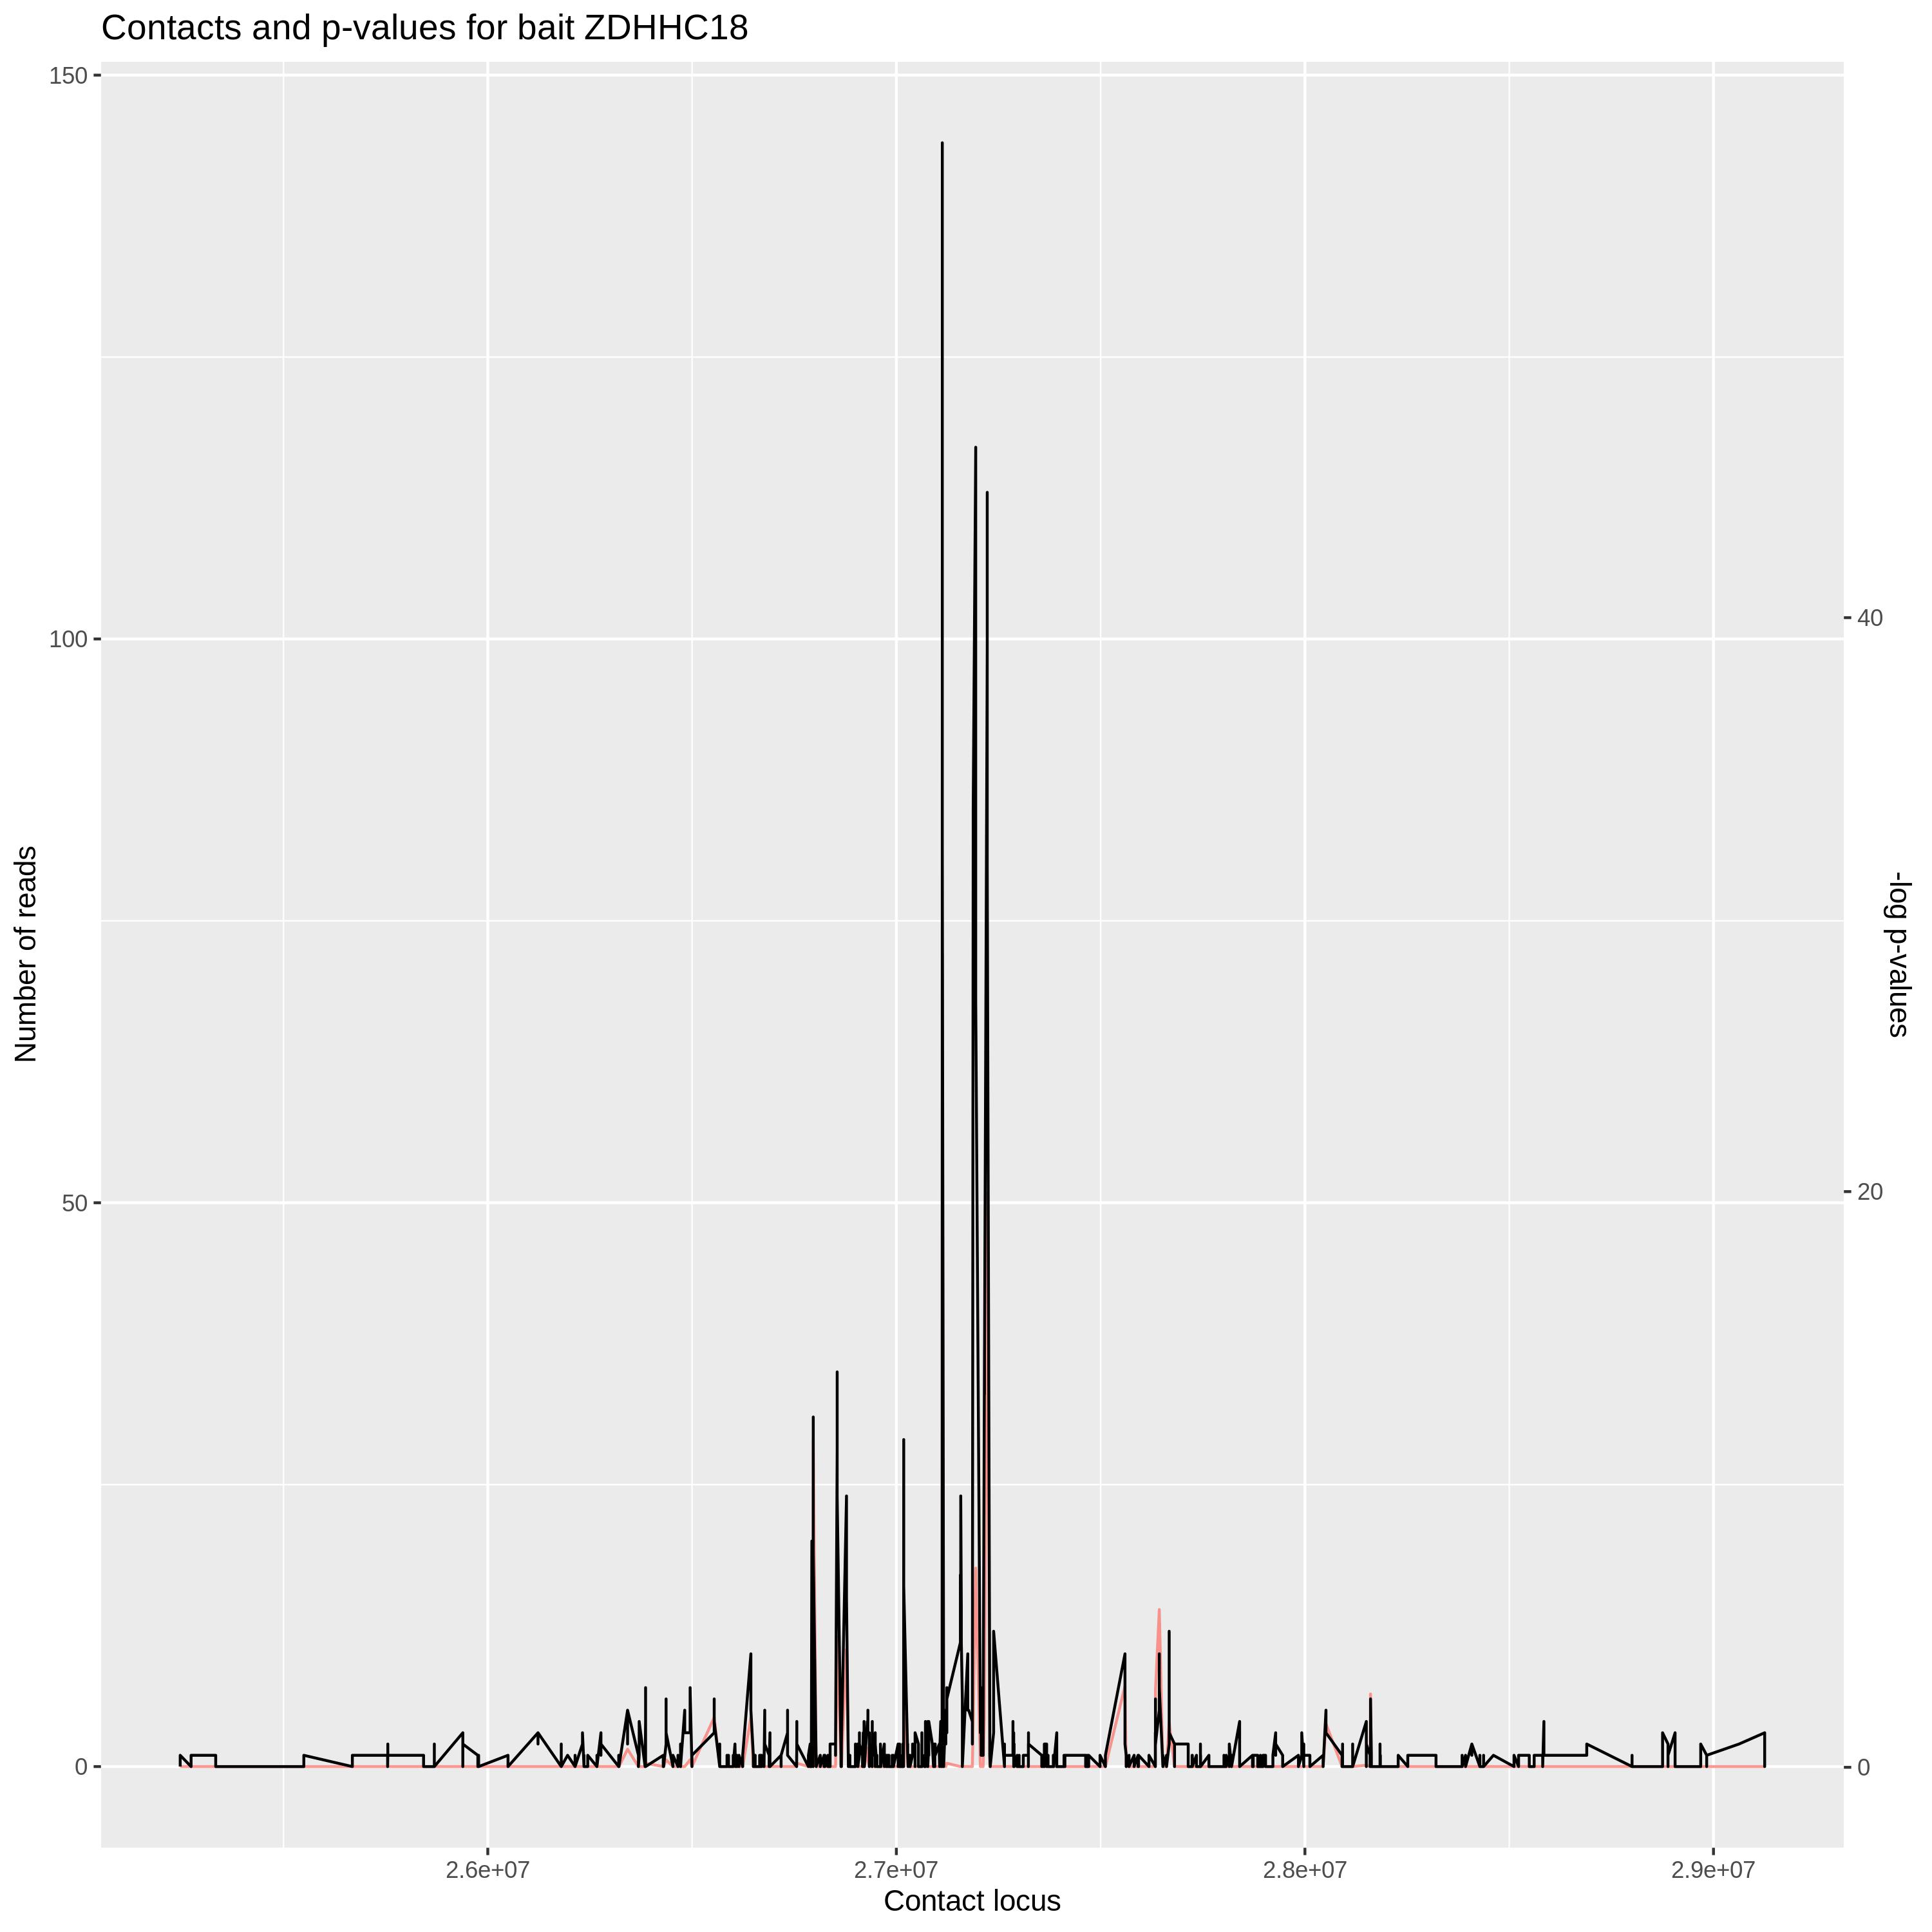 Contacts and p-values for bait ZDHHC18
150
100
50
0
Number of reads
40
20
0
-log p-values
2.6e+07
2.7e+07
2.8e+07
2.9e+07
Contact locus